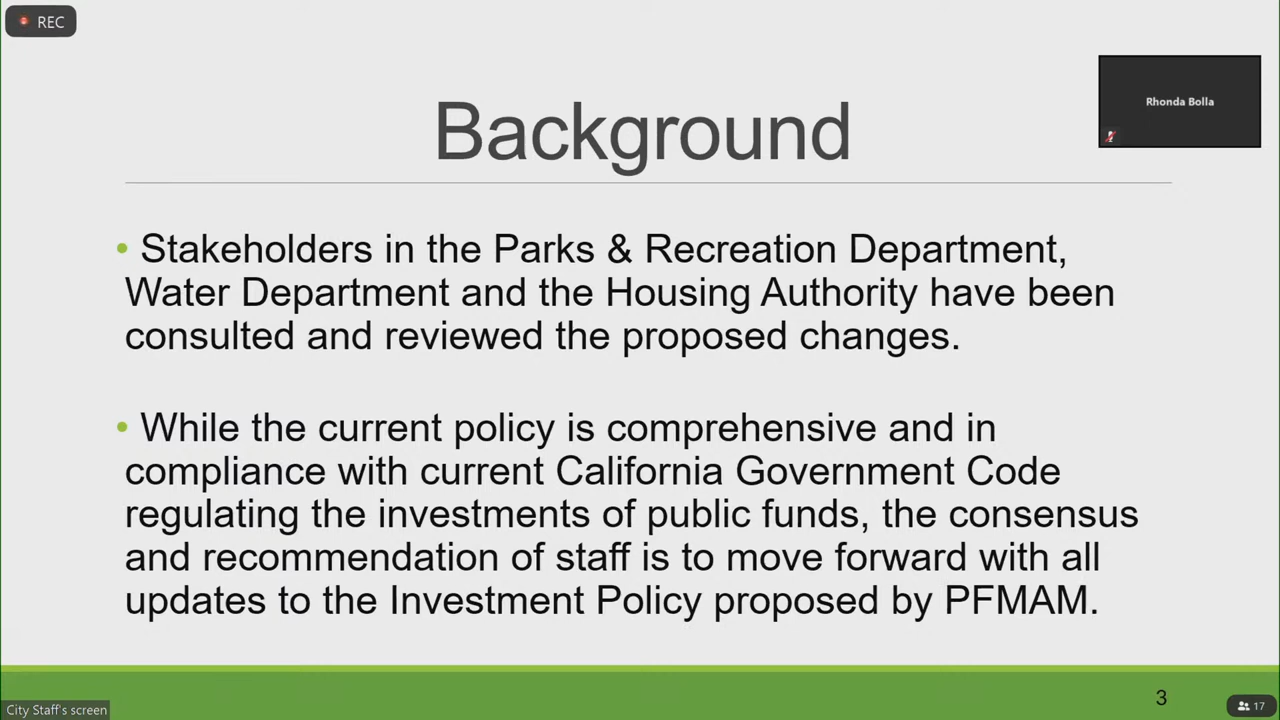 REC
Rhonda Bolla
Background
• Stakeholders in the Parks & Recreation Department,
Water Department and the Housing Authority have been
consulted and reviewed the proposed changes.
• While the current policy is comprehensive and in
compliance with current California Government Code
regulating the investments of public funds, the consensus
and recommendation of staff is to move forward with all
updates to the Investment Policy proposed by PFMAM.
3
City Staff's screen
17